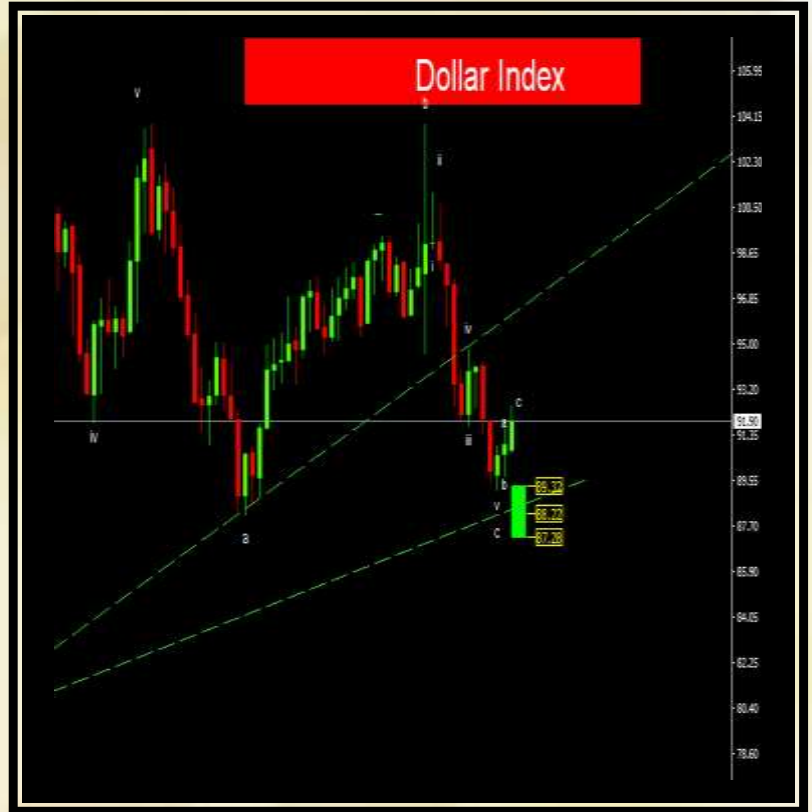 Dollar Index
105.95
v
b
104.15
ii
102.30
100.50
98.65
i
96.85
iv
95.00
93.20
c
a
91.90
iv
iii
91.35
b
89.32
89.55
v
88.22
87.70
a
c
87.28
85.90
84.05
82.25
80.40
78.60